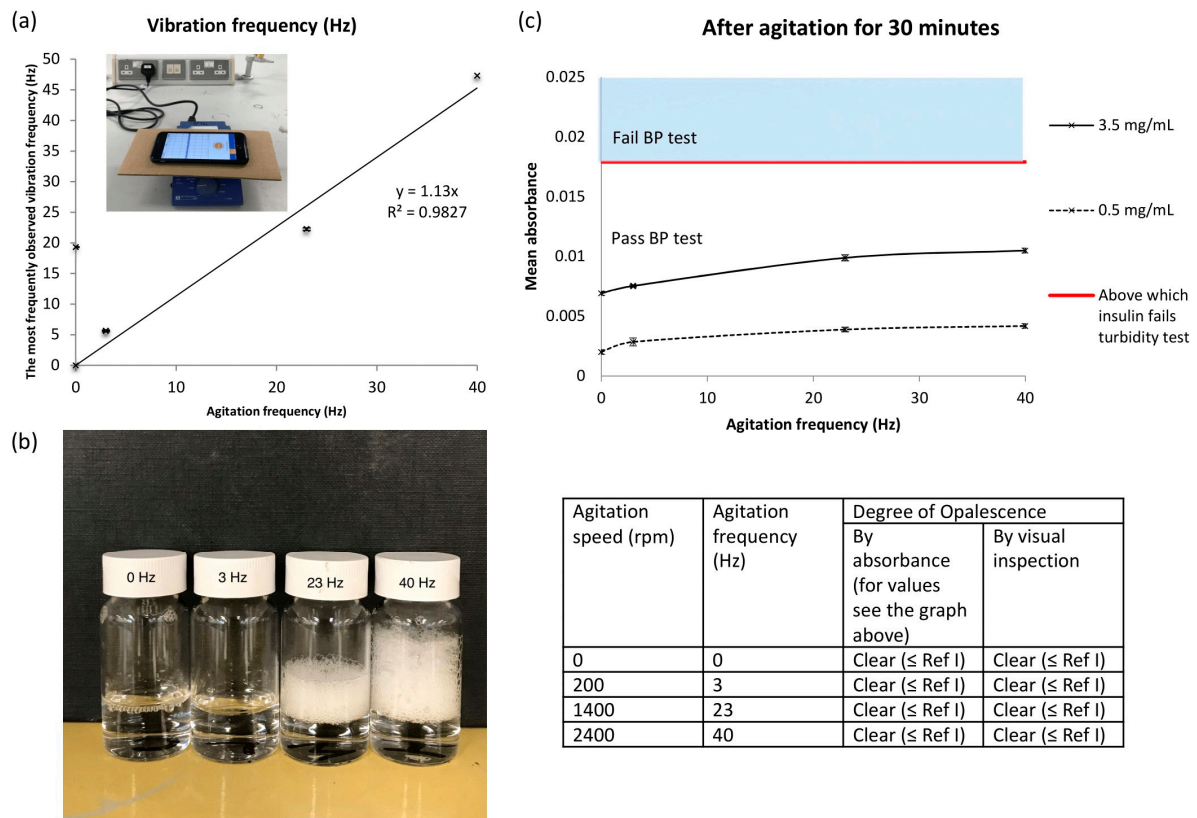 (a)
Vibration frequency (Hz)
The most frequently observed vibration frequency (Hz)
50
45
40
35
30
25
20
15
10
5
0
y = 1.13x
R² = 0.9827
0
10
20
30
40
Agitation frequency (Hz)
(b)
0 Hz
3 Hz
23 Hz
40 Hz
(c)
After agitation for 30 minutes
Mean absorbance
0.025
0.02
0.015
0.01
0.005
0
Fail BP test
Pass BP test
0
10
20
30
40
Agitation frequency (Hz)
3.5 mg/mL
0.5 mg/mL
Above which
insulin fails
turbidity test
Agitation
speed (rpm)
Agitation
frequency
(Hz)
Degree of Opalescence
By
absorbance
(for values
see the graph
above)
By visual
inspection
0 0 Clear (≤ Ref I) Clear (≤ Ref I)
200 3 Clear (≤ Ref I) Clear (≤ Ref I)
1400 23 Clear (≤ Ref I) Clear (≤ Ref I)
2400 40 Clear (≤ Ref I) Clear (≤ Ref I)